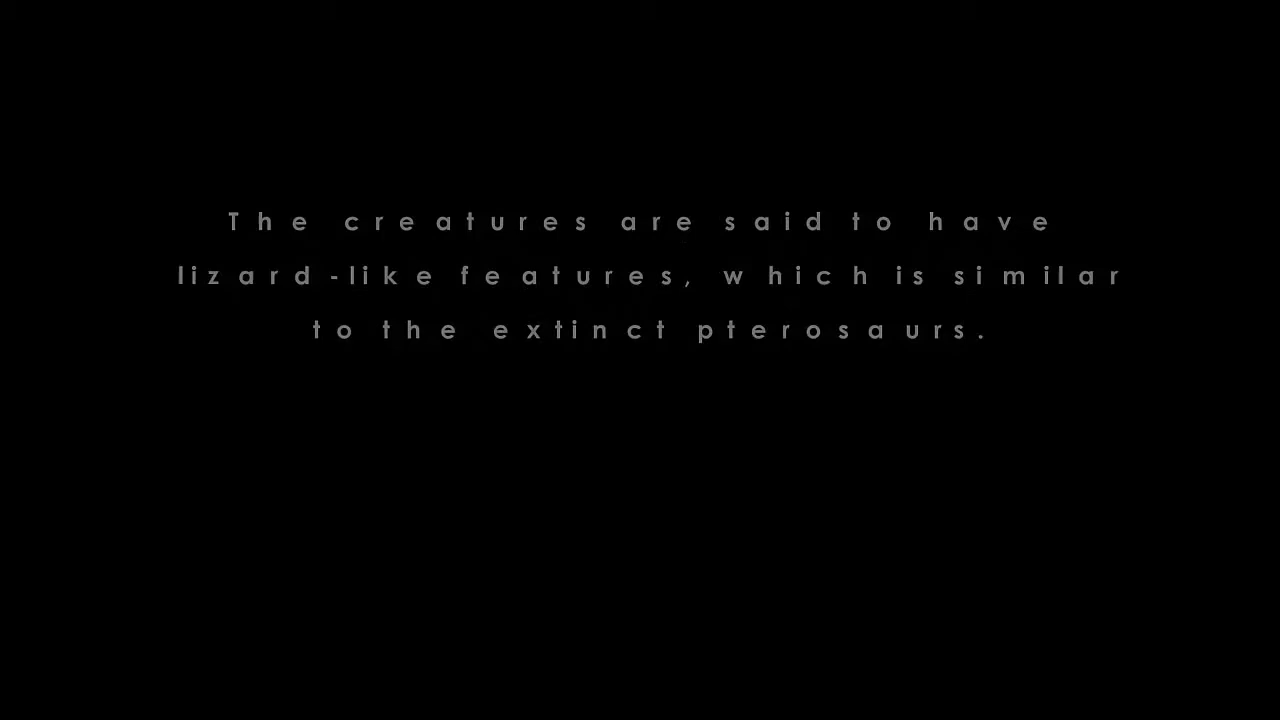 The creatures are said to have
lizard-like features, which is similar
to the extinct pterosaurs.